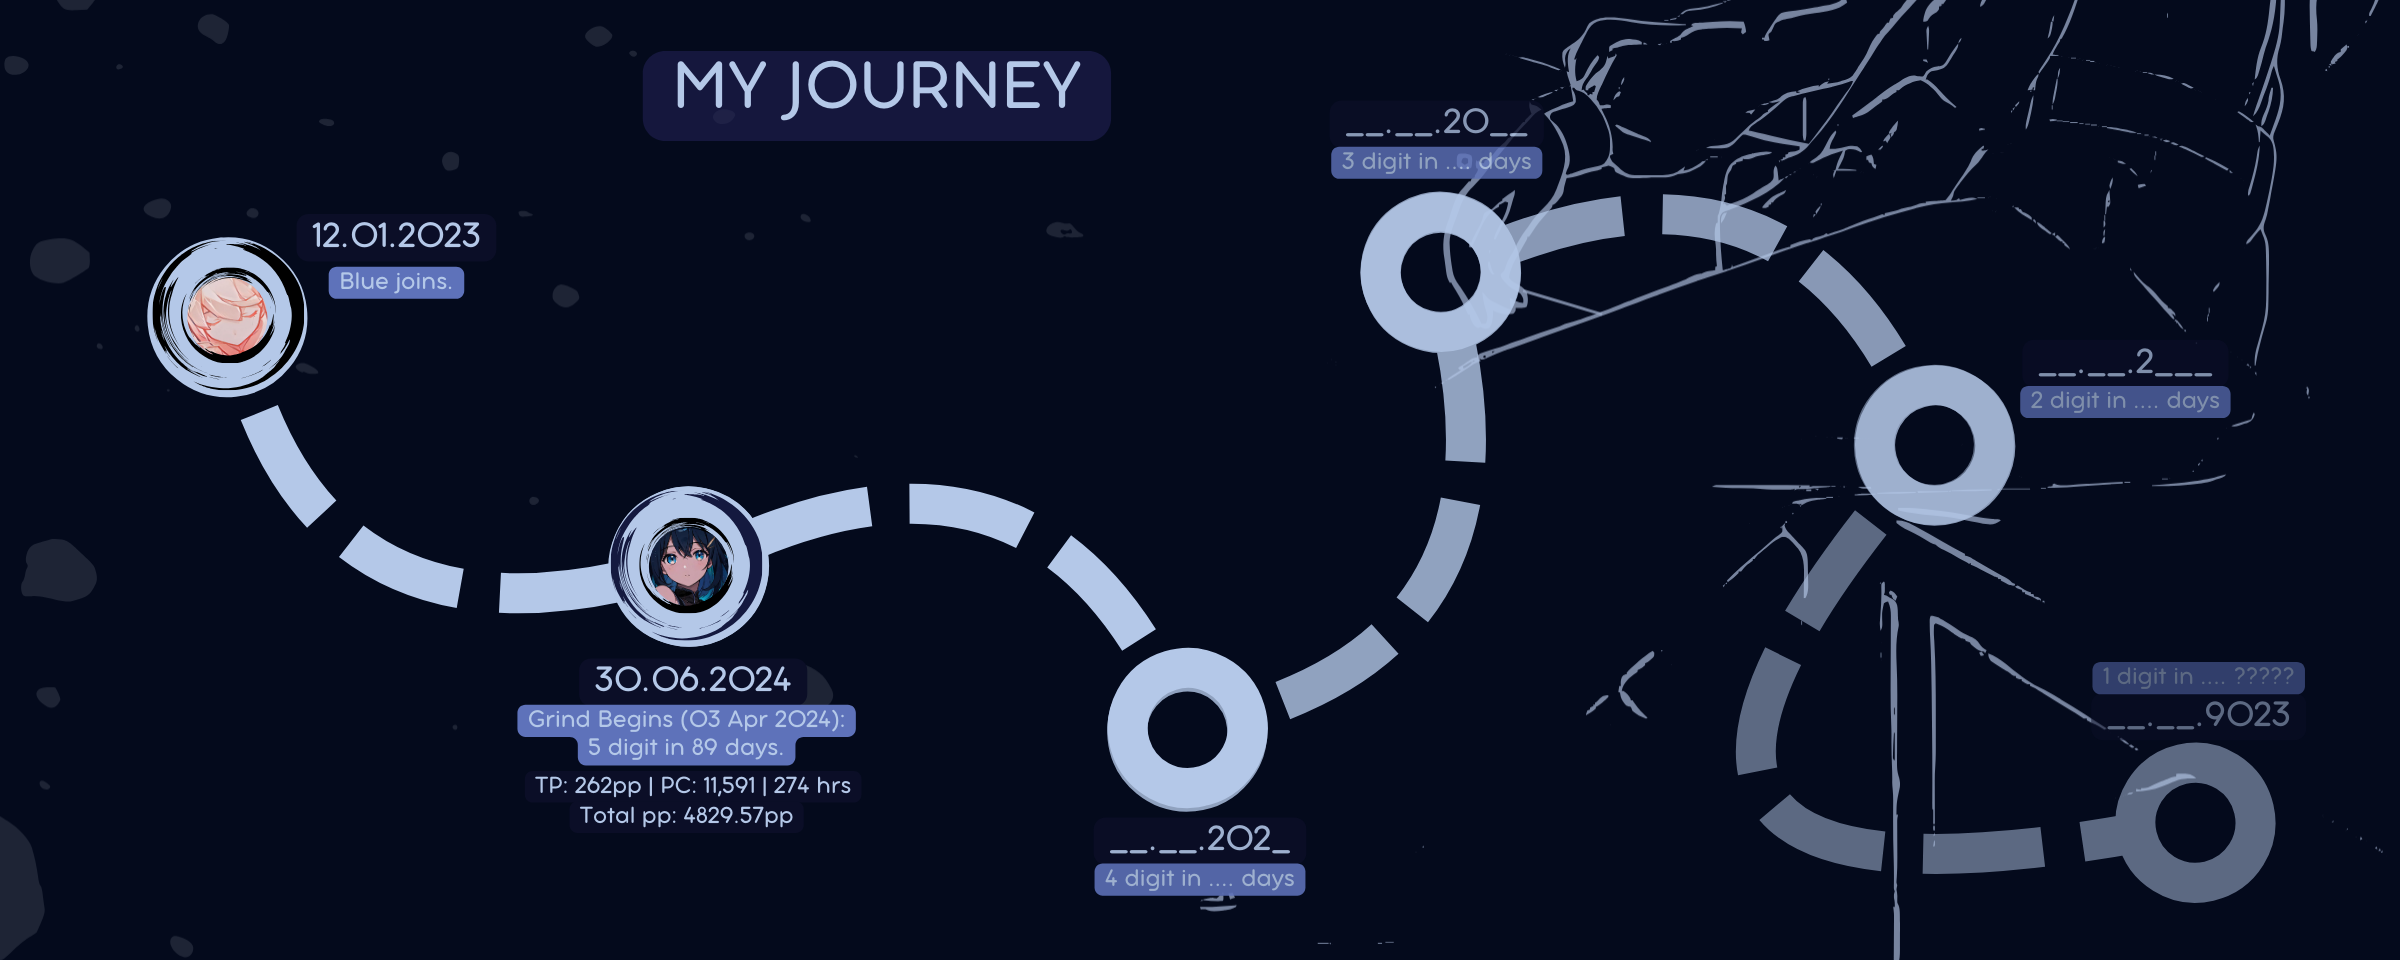 MY JOURNEY
12.01.2023
Blue joins.
30.06.2024
Grind Begins (03 Apr 2024):
5 digit in 89 days.
TP: 262pp | PC: 11,591 | 274 hrs
Total pp: 4829.57pp
__.__.202_
4 digit in .... days
__.__.20__
3 digit in .... days
__.__.2___
2 digit in .... days
1 digit in .... ?????
__.__.9023